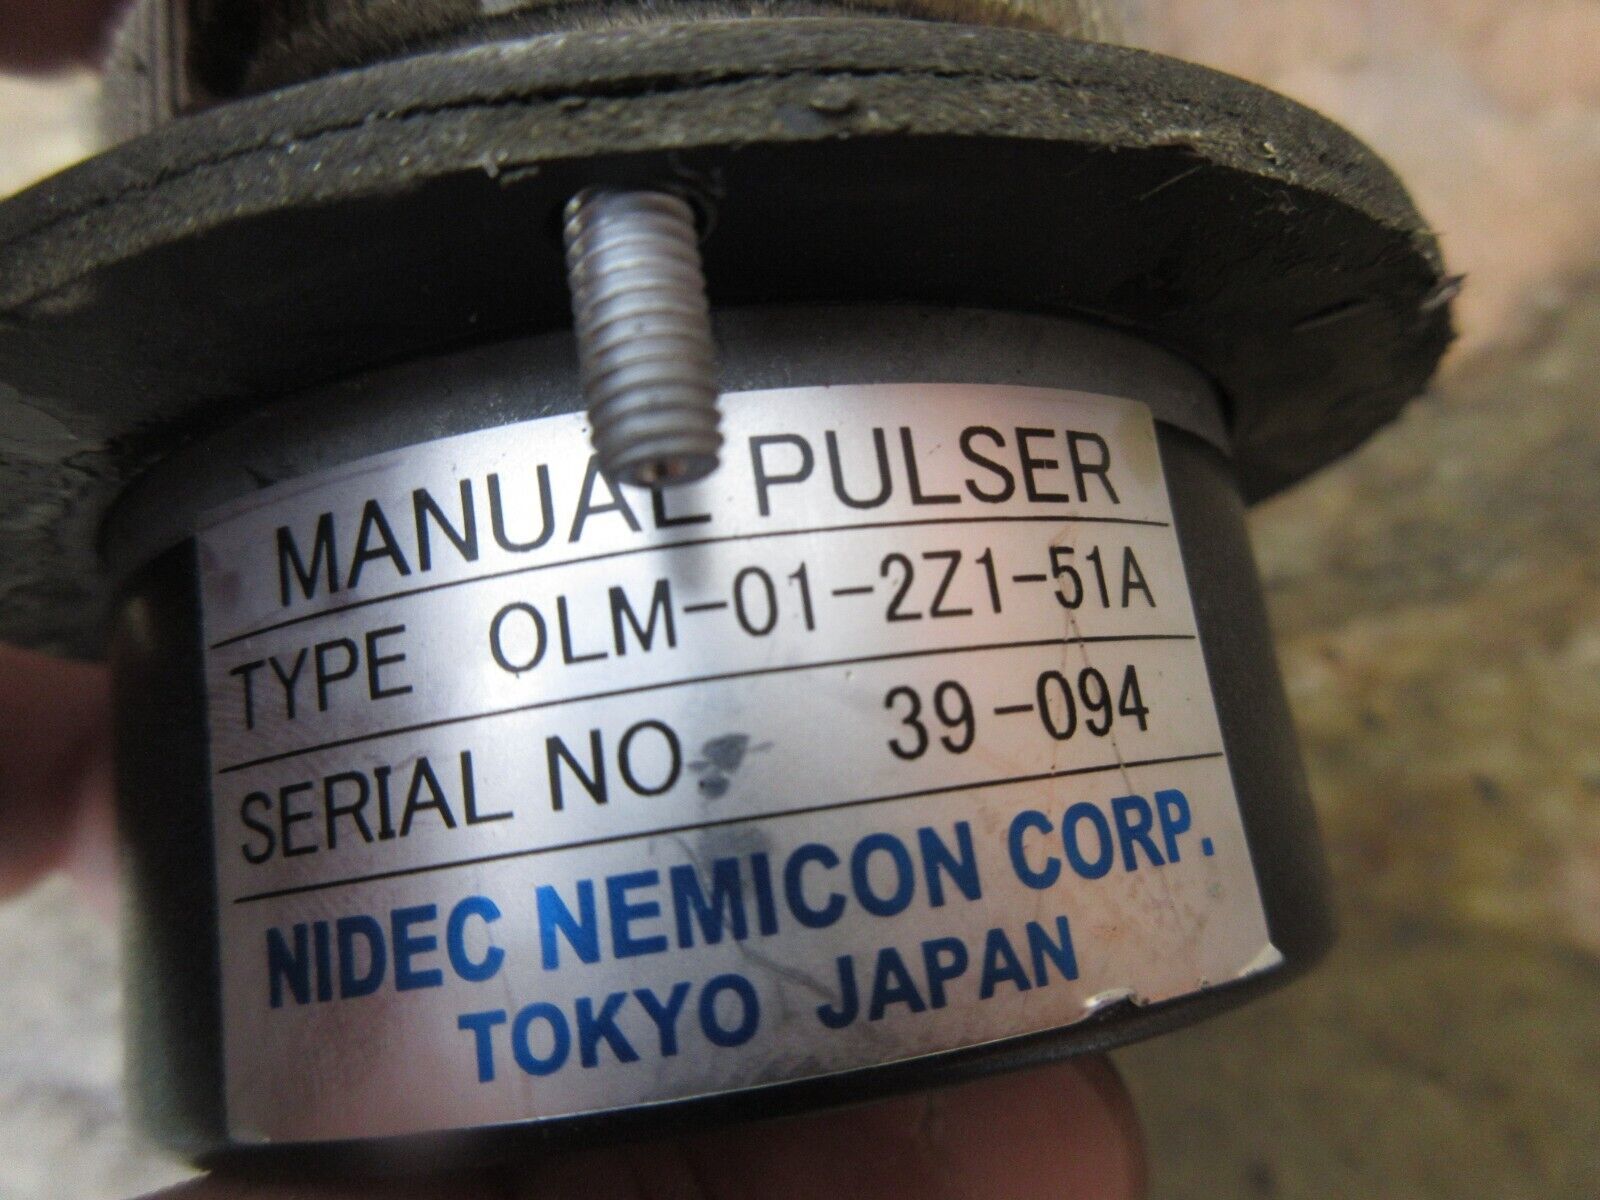 MANUAL PULSER
TYPE OLM-01-2Z1-51A
SERIAL NO 39-094
NIDEC NEMICON CORP.
TOKYO JAPAN